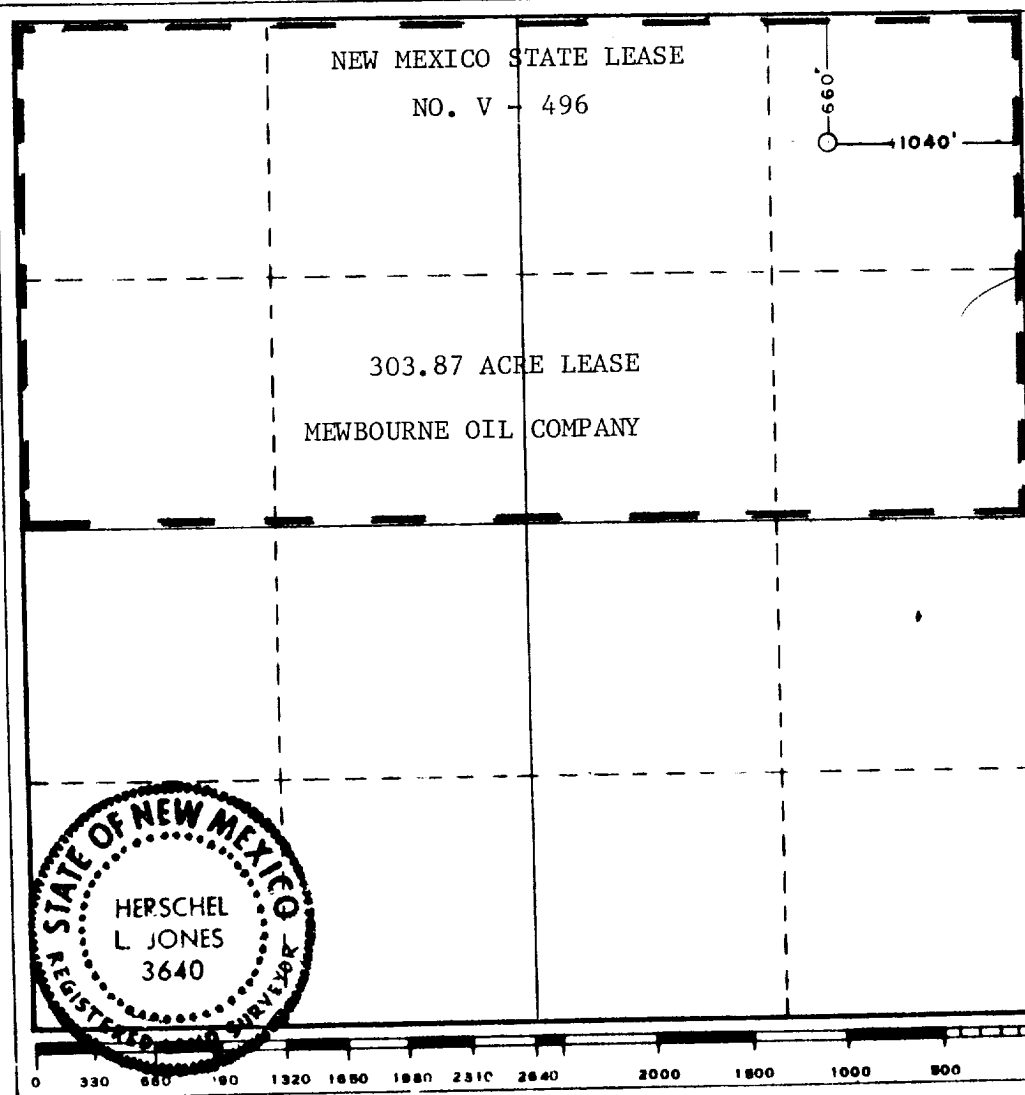 NEW MEXICO STATE LEASE
NO. V - 496
660'
1040'
303.87 ACRE LEASE
MEWBOURNE OIL COMPANY
STATE OF NEW MEXICO
HERSCHEL
L. JONES
3640
REGISTERED LAND SURVEYOR
0 330 660 990 1320 1650 1980 2310 2640 2000 1500 1000 500